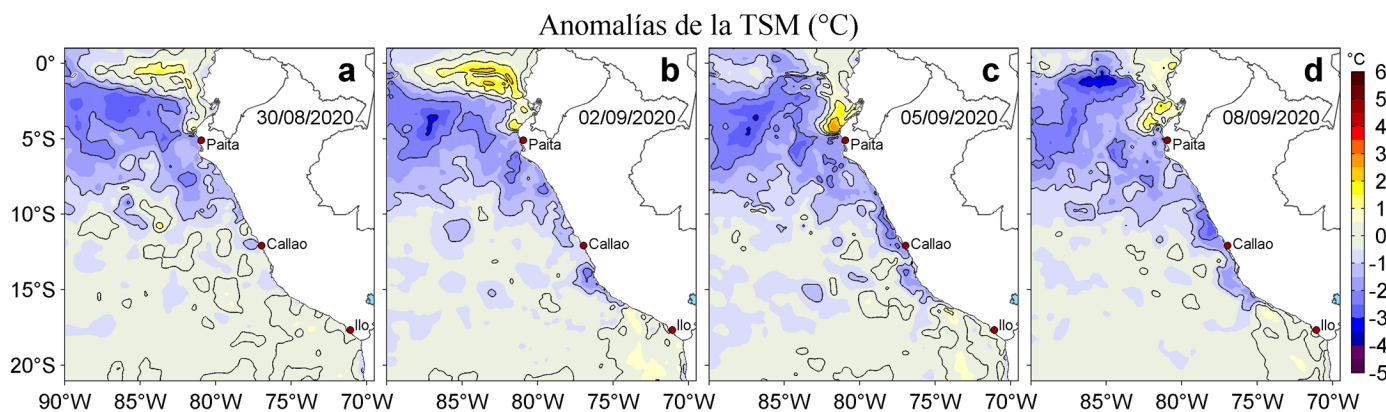 Anomalías de la TSM (°C)
a
b
c
d
°C
30/08/2020
02/09/2020
05/09/2020
08/09/2020
0°
5°S
10°S
15°S
20°S
Paita
Callao
Ilo
Paita
Callao
Ilo
Paita
Callao
Ilo
Paita
Callao
Ilo
6
5
4
3
2
1
0
-1
-2
-3
-4
-5
90°W 85°W 80°W 75°W 70°W
85°W 80°W 75°W 70°W
85°W 80°W 75°W 70°W
85°W 80°W 75°W 70°W